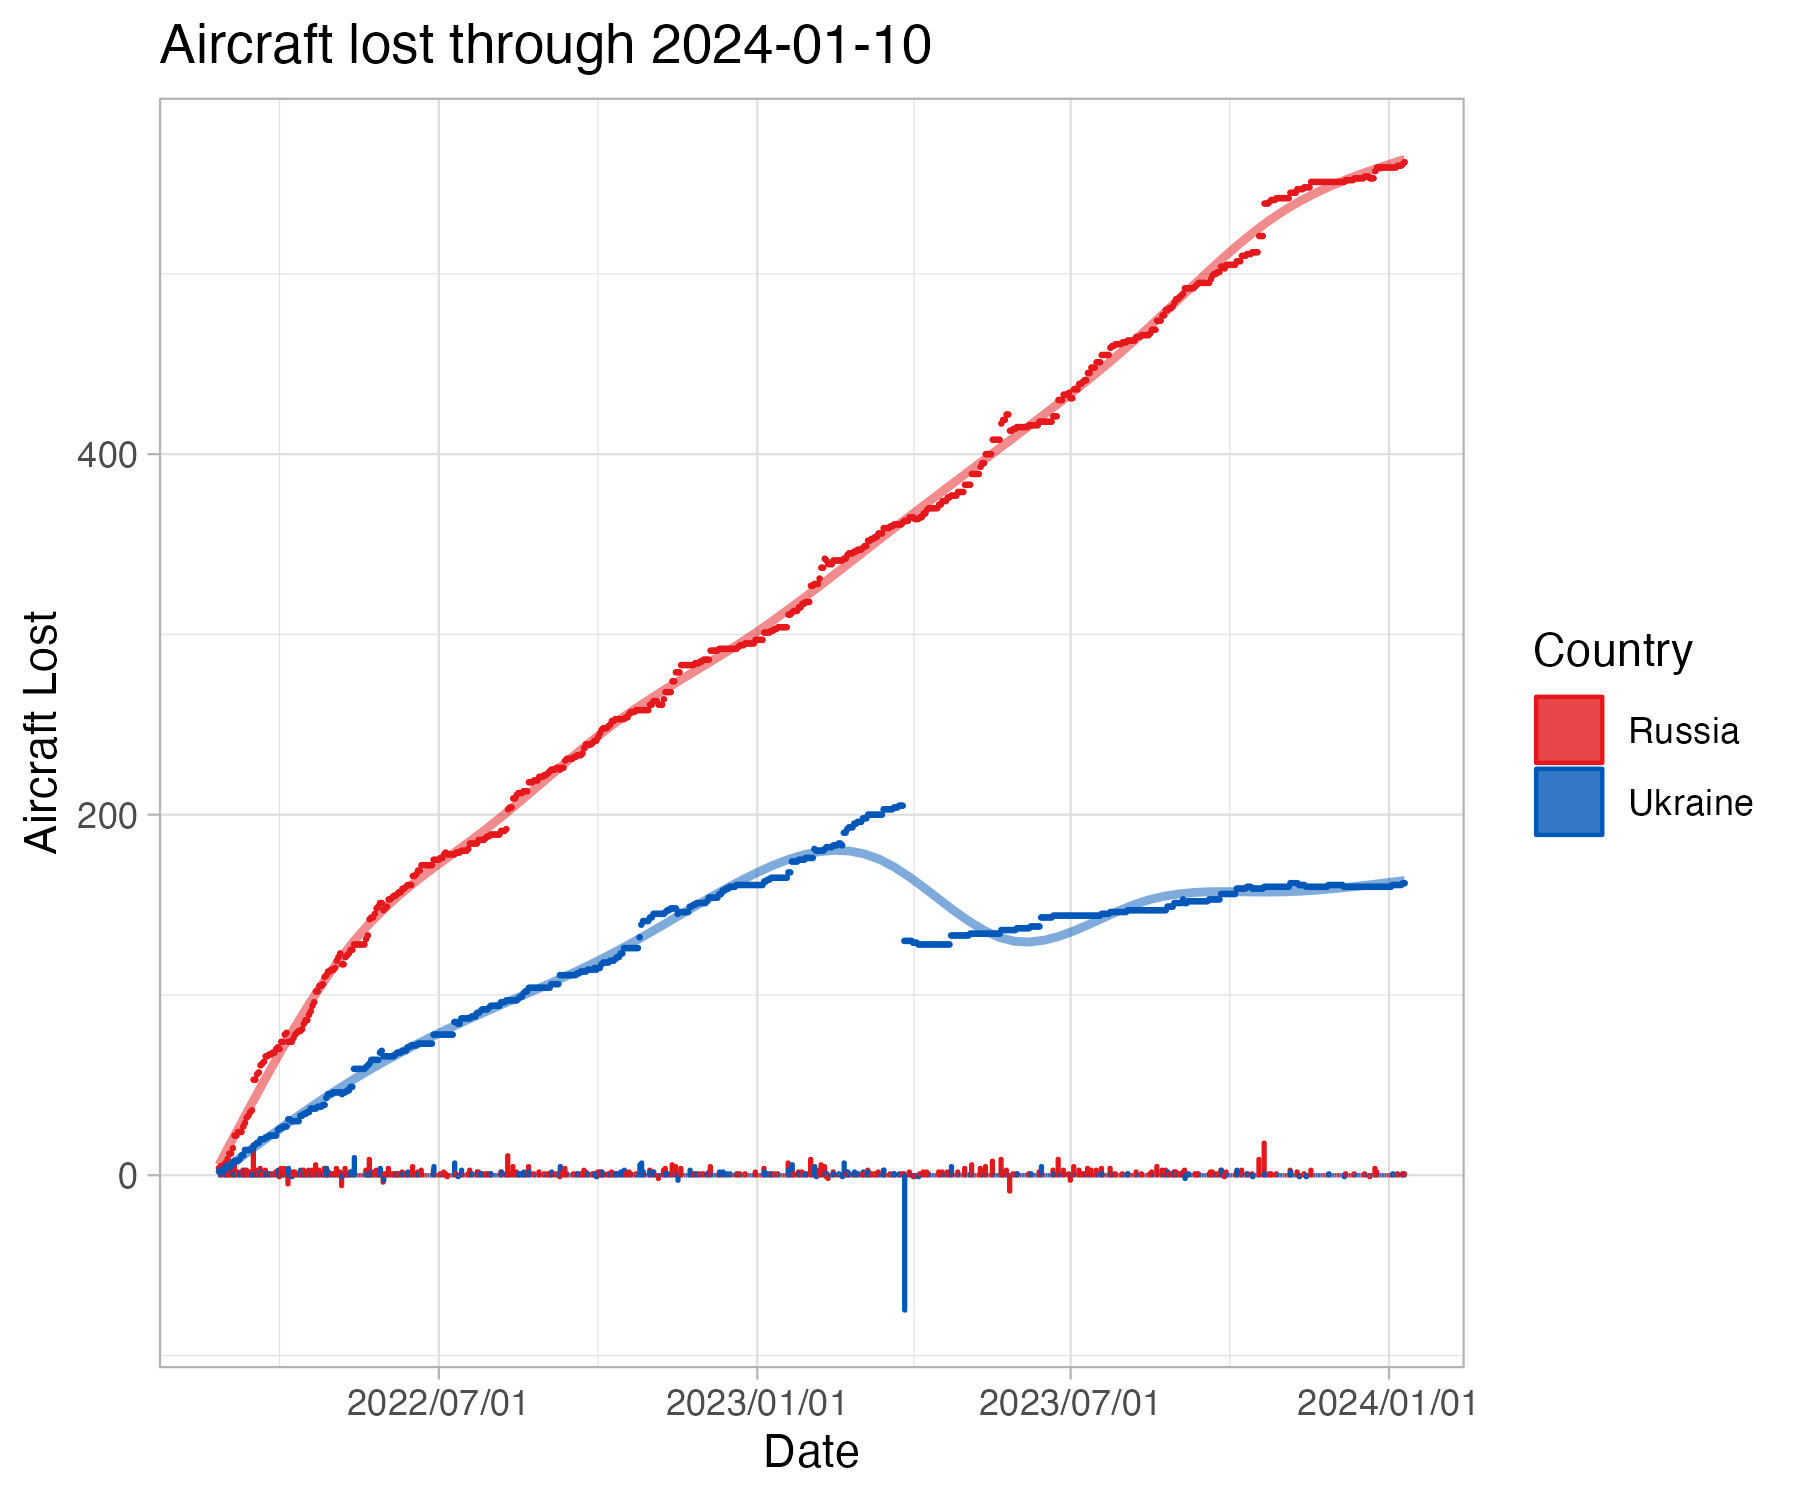 Aircraft lost through 2024-01-10
Aircraft Lost
400
200
0
2022/07/01
2023/01/01
2023/07/01
2024/01/01
Date
Country
Russia
Ukraine